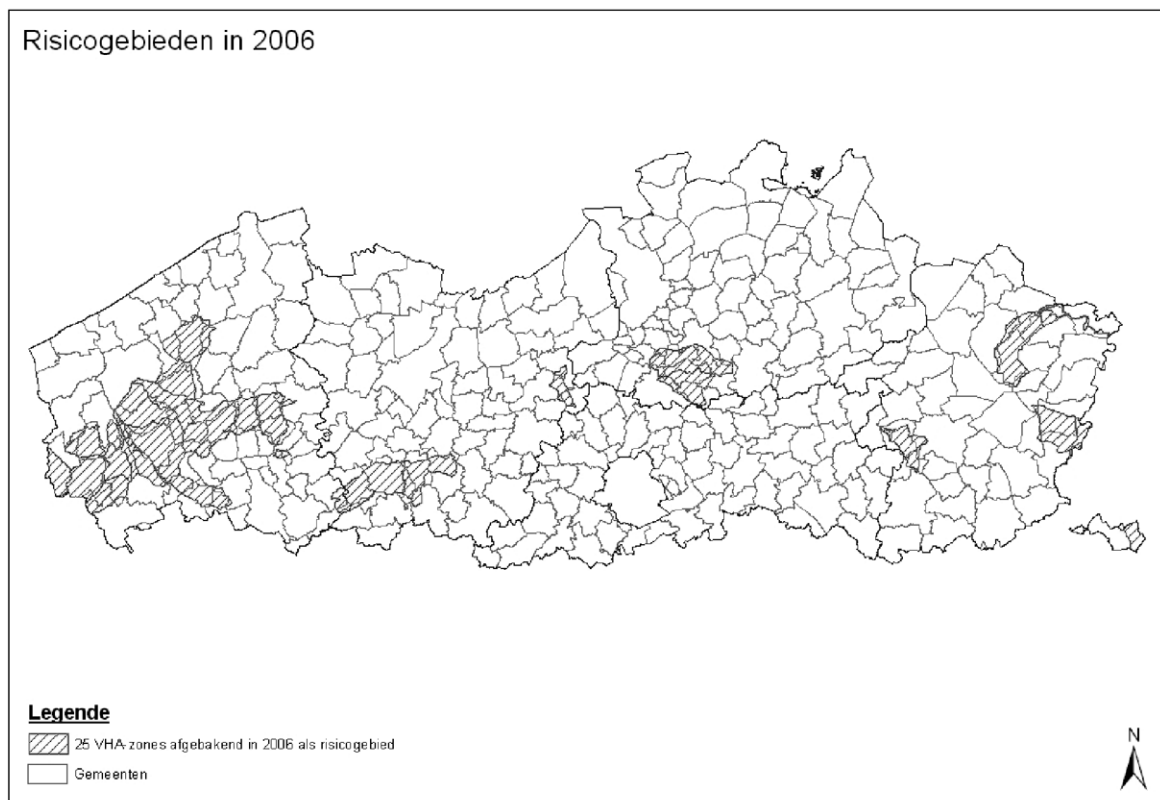 Risicogebieden in 2006
Legende
25 VHA-zones afgebakend in 2006 als risicogebied
Gemeenten
N